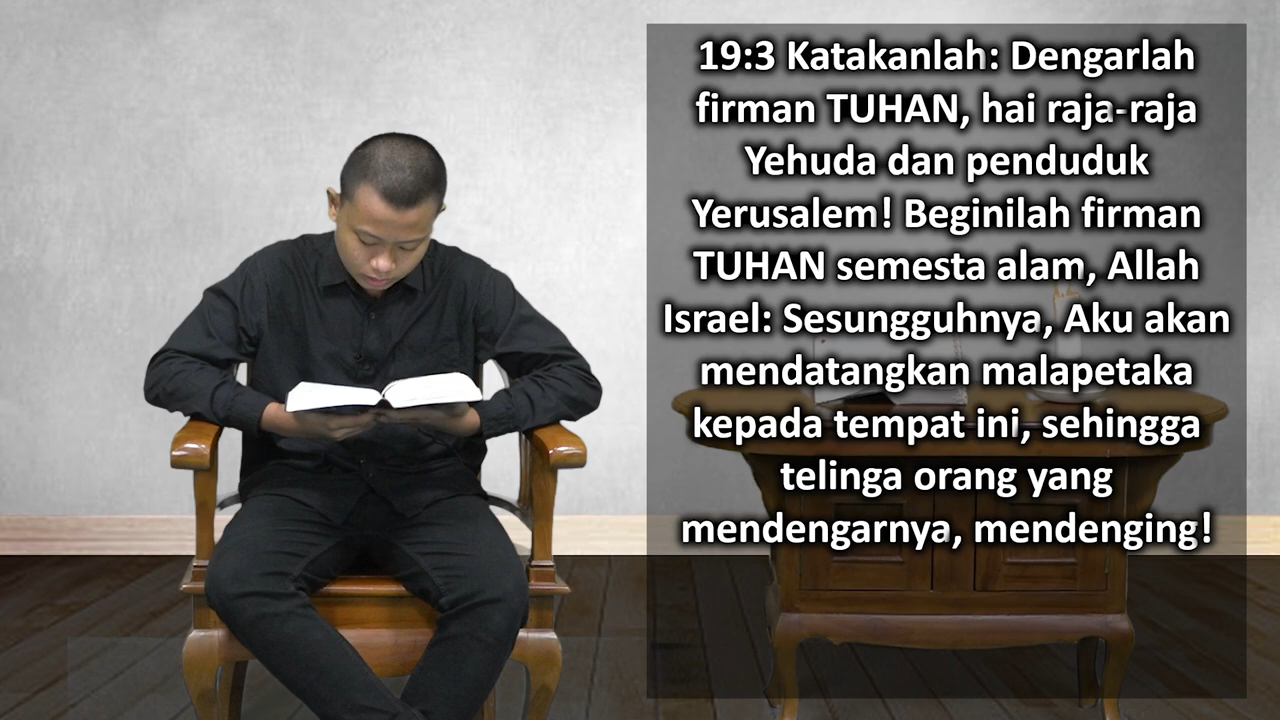 19:3 Katakanlah: Dengarlah
firman TUHAN, hai raja-raja
Yehuda dan penduduk
Yerusalem! Beginilah firman
TUHAN semesta alam, Allah
Israel: Sesungguhnya, Aku akan
mendatangkan malapetaka
kepada tempat ini, sehingga
telinga orang yang
mendengarnya, mendenging!